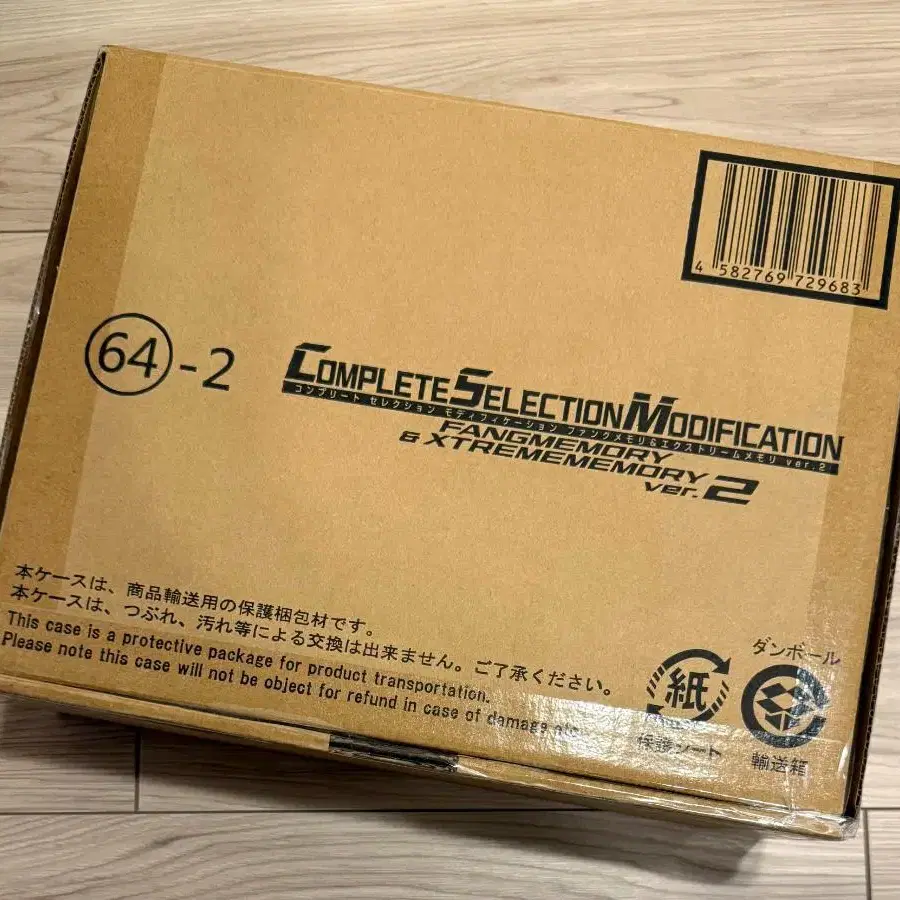 4 582769 729683
64-2
COMPLETE SELECTION MODIFICATION
コンプリート セレクション モディフィケーション ファングメモリ&エクストリームメモリ ver.2
FANGMEMORY
& XTREMEMEMORY
ver.2
本ケースは、商品輸送用の保護梱包材です。
本ケースは、つぶれ、汚れ等による交換は出来ません。ご了承ください。
This case is a protective package for product transportation.
Please note this case will not be object for refund in case of damage
紙
保護シート
ダンボール
輸送箱